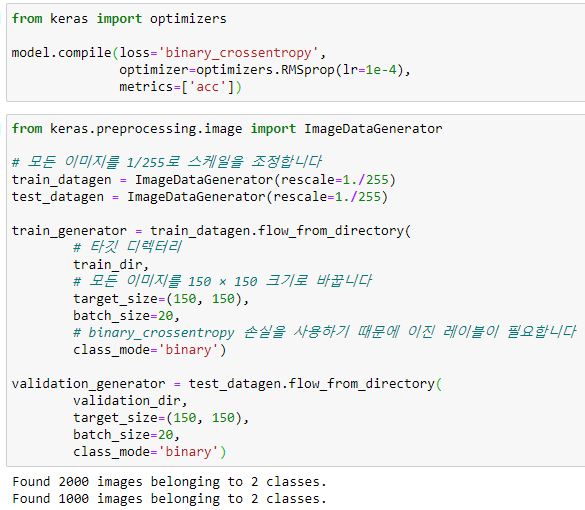 from keras import optimizers
model.compile(loss='binary_crossentropy',
              optimizer=optimizers.RMSprop(lr=1e-4),
              metrics=['acc'])
from keras.preprocessing.image import ImageDataGenerator
# 모든 이미지를 1/255로 스케일을 조정합니다
train_datagen = ImageDataGenerator(rescale=1./255)
test_datagen = ImageDataGenerator(rescale=1./255)
train_generator = train_datagen.flow_from_directory(
        # 타깃 디렉터리
        train_dir,
        # 모든 이미지를 150 × 150 크기로 바꿉니다
        target_size=(150, 150),
        batch_size=20,
        # binary_crossentropy 손실을 사용하기 때문에 이진 레이블이 필요합니다
        class_mode='binary')
validation_generator = test_datagen.flow_from_directory(
        validation_dir,
        target_size=(150, 150),
        batch_size=20,
        class_mode='binary')
Found 2000 images belonging to 2 classes.
Found 1000 images belonging to 2 classes.